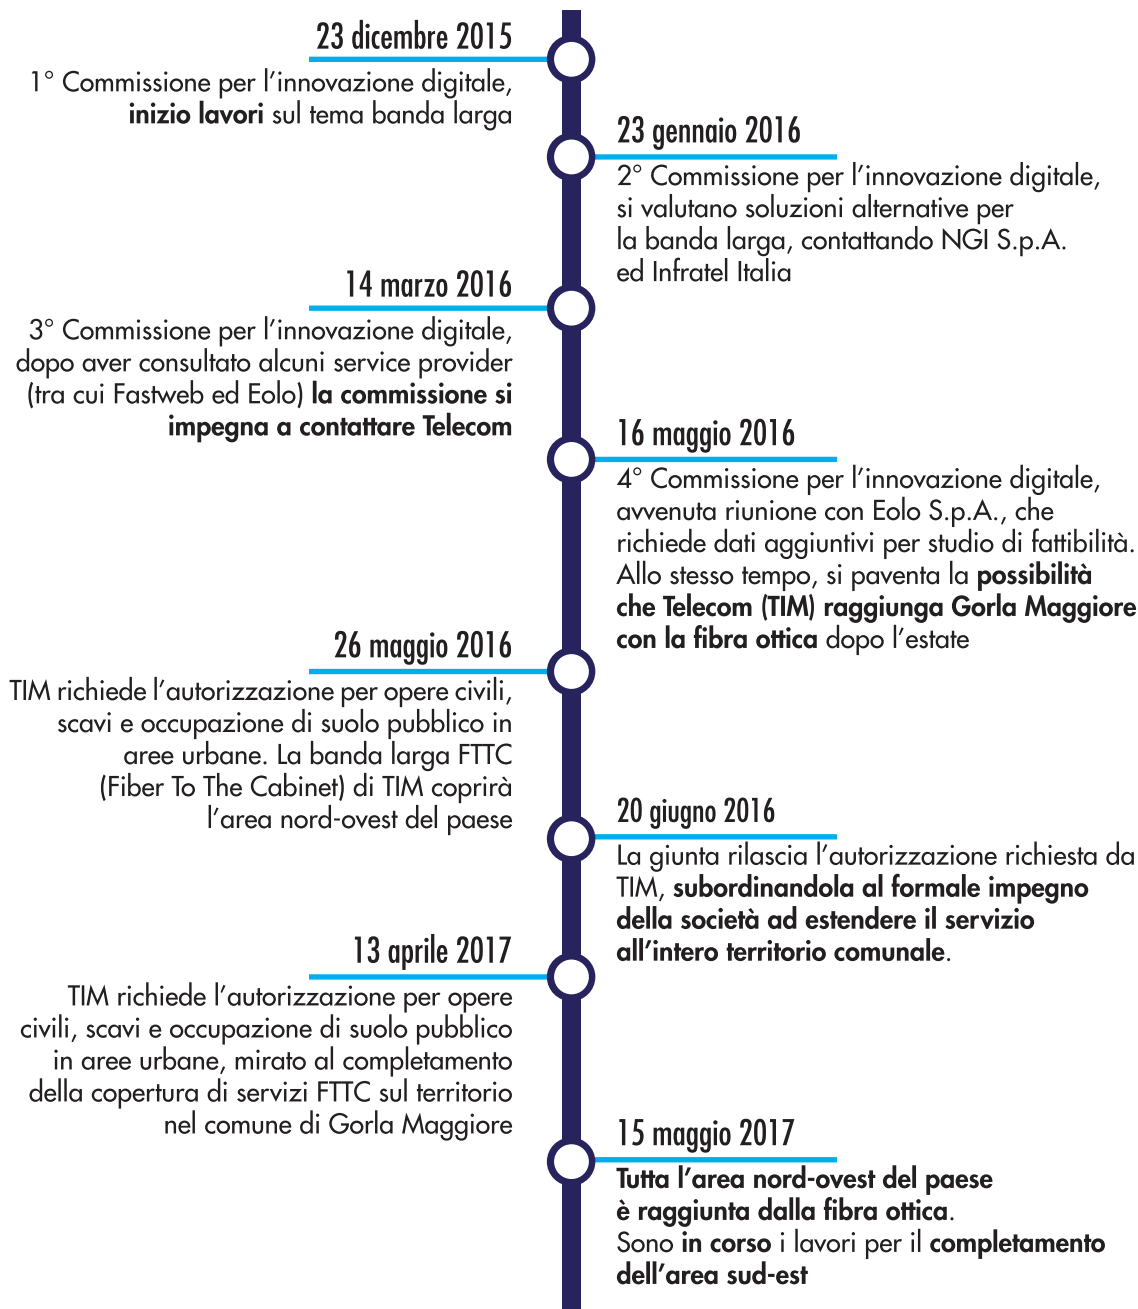 23 dicembre 2015
1° Commissione per l’innovazione digitale,
inizio lavori sul tema banda larga
23 gennaio 2016
2° Commissione per l’innovazione digitale,
si valutano soluzioni alternative per
la banda larga, contattando NGI S.p.A.
ed Infratel Italia
14 marzo 2016
3° Commissione per l’innovazione digitale,
dopo aver consultato alcuni service provider
(tra cui Fastweb ed Eolo) la commissione si
impegna a contattare Telecom
16 maggio 2016
4° Commissione per l’innovazione digitale,
avvenuta riunione con Eolo S.p.A., che
richiede dati aggiuntivi per studio di fattibilità.
Allo stesso tempo, si paventa la possibilità
che Telecom (TIM) raggiunga Gorla Maggiore
con la fibra ottica dopo l’estate
26 maggio 2016
TIM richiede l’autorizzazione per opere civili,
scavi e occupazione di suolo pubblico in
aree urbane. La banda larga FTTC
(Fiber To The Cabinet) di TIM coprirà
l’area nord-ovest del paese
20 giugno 2016
La giunta rilascia l’autorizzazione richiesta da
TIM, subordinandola al formale impegno
della società ad estendere il servizio
all’intero territorio comunale.
13 aprile 2017
TIM richiede l’autorizzazione per opere
civili, scavi e occupazione di suolo pubblico
in aree urbane, mirato al completamento
della copertura di servizi FTTC sul territorio
nel comune di Gorla Maggiore
15 maggio 2017
Tutta l’area nord-ovest del paese
è raggiunta dalla fibra ottica.
Sono in corso i lavori per il completamento
dell’area sud-est